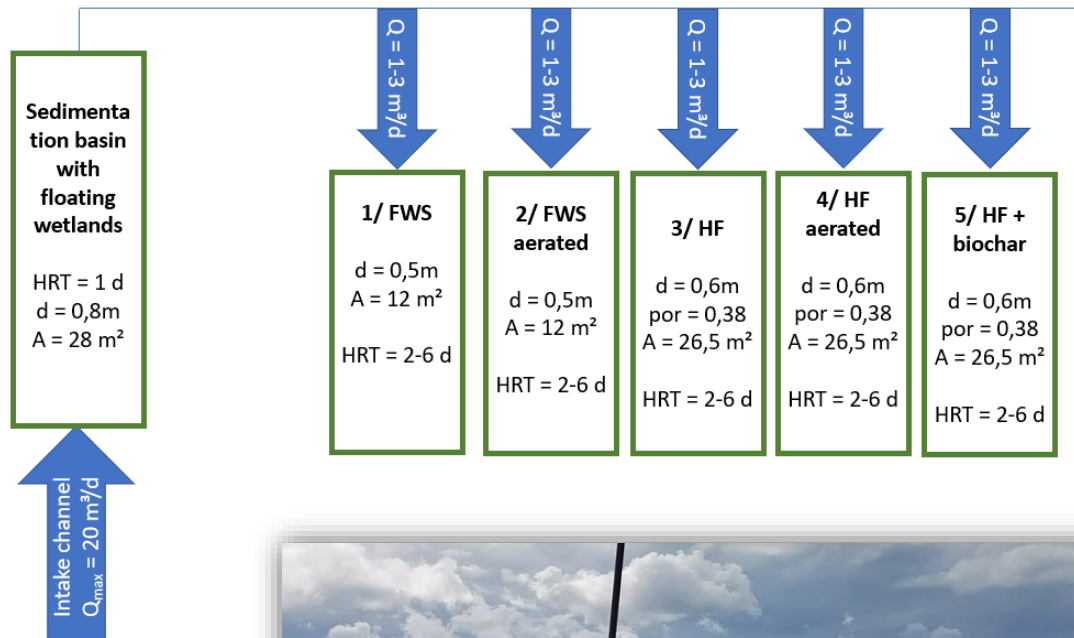 Sedimenta
tion basin
with
floating
wetlands
HRT = 1 d
d = 0,8m
A = 28 m²
Intake channel
Qmax = 20 m³/d
Q = 1-3 m³/d
1/ FWS
d = 0,5m
A = 12 m²
HRT = 2-6 d
Q = 1-3 m³/d
2/ FWS
aerated
d = 0,5m
A = 12 m²
HRT = 2-6 d
Q = 1-3 m³/d
3/ HF
d = 0,6m
por = 0,38
A = 26,5 m²
HRT = 2-6 d
Q = 1-3 m³/d
4/ HF
aerated
d = 0,6m
por = 0,38
A = 26,5 m²
HRT = 2-6 d
Q = 1-3 m³/d
5/ HF +
biochar
d = 0,6m
por = 0,38
A = 26,5 m²
HRT = 2-6 d